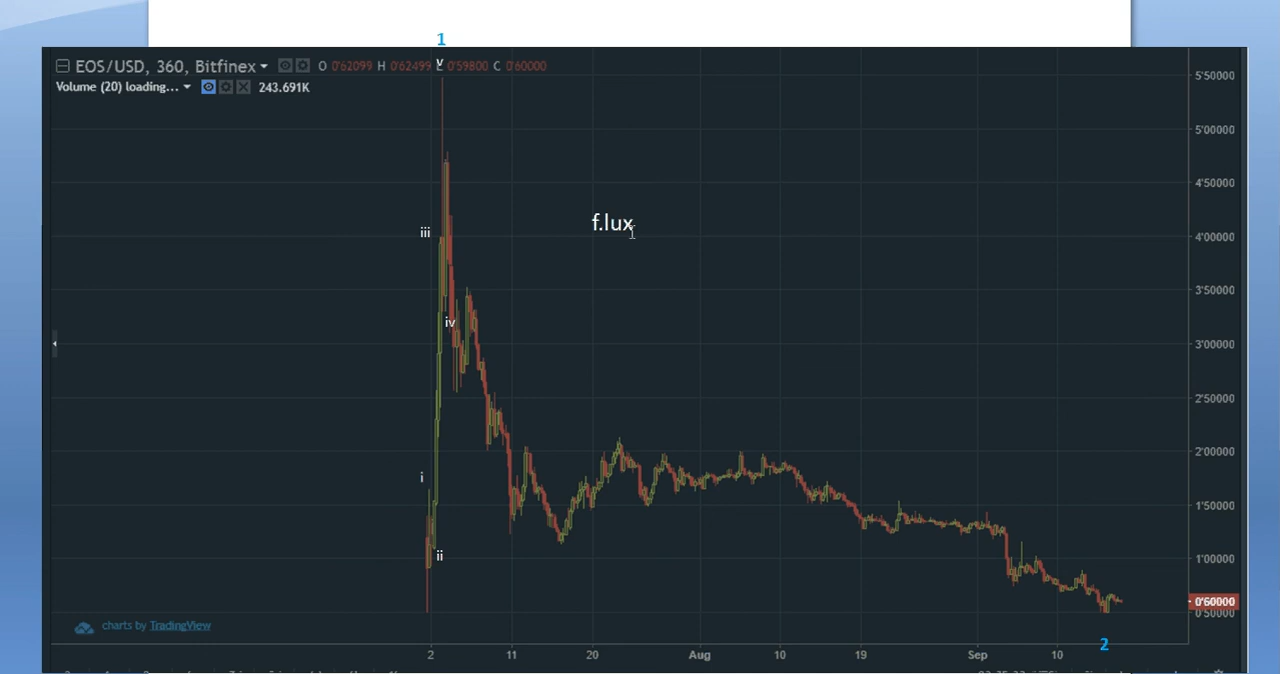 1
EOS/USD, 360, Bitfinex O 0'62099 H 0'62499 L 0'59800 C 0'60000
v
Volume (20) loading... 243.691K
5'50000
5'00000
4'50000
f.lux
iii
4'00000
3'50000
iv
3'00000
2'50000
2'00000
i
1'50000
ii
1'00000
0'60000
0'50000
charts by TradingView
2
2 11 20 Aug 10 19 Sep 10